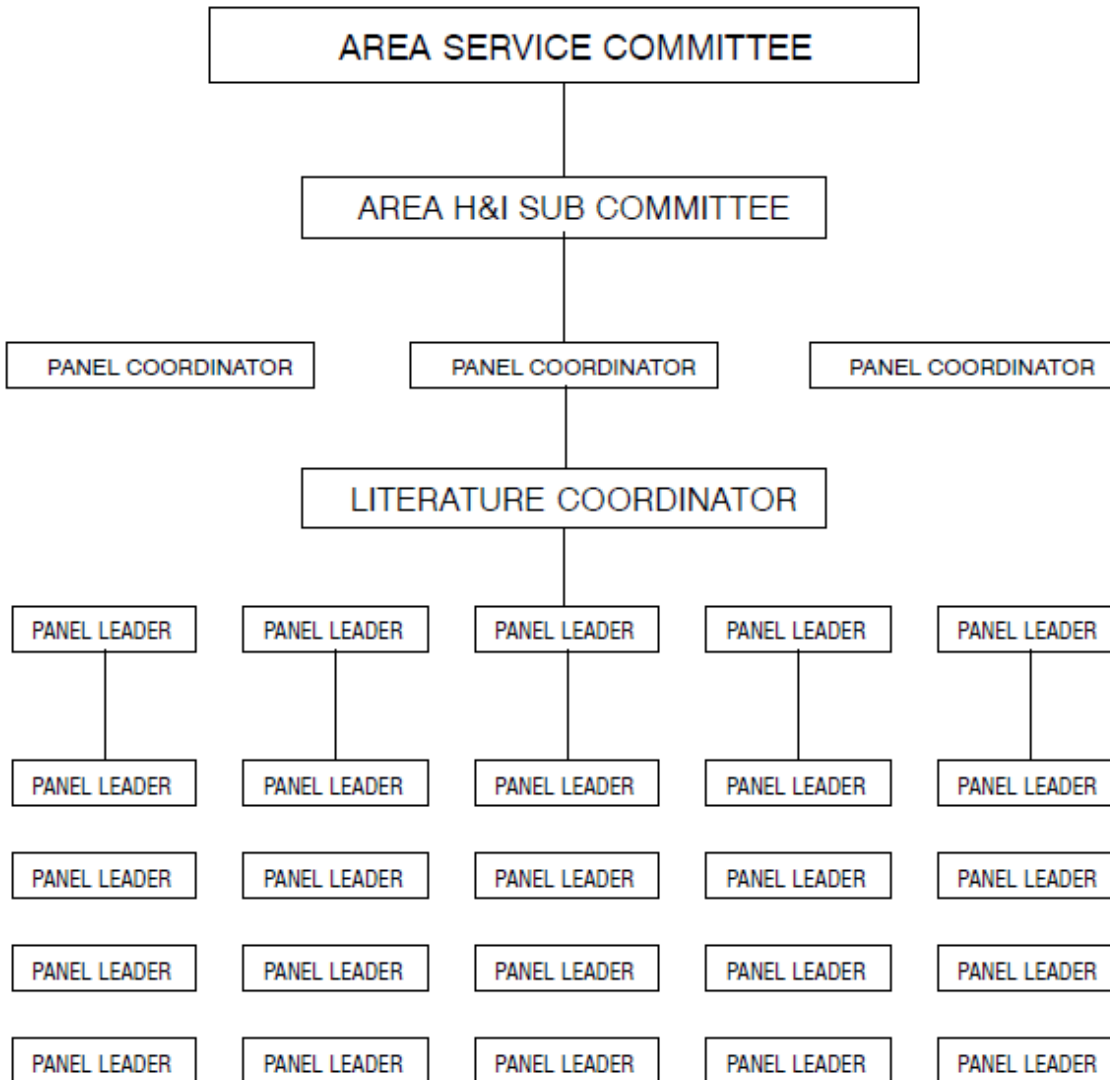 AREA SERVICE COMMITTEE
AREA H&I SUB COMMITTEE
PANEL COORDINATOR PANEL COORDINATOR PANEL COORDINATOR
LITERATURE COORDINATOR
PANEL LEADER PANEL LEADER PANEL LEADER PANEL LEADER PANEL LEADER
PANEL LEADER PANEL LEADER PANEL LEADER PANEL LEADER PANEL LEADER
PANEL LEADER PANEL LEADER PANEL LEADER PANEL LEADER PANEL LEADER
PANEL LEADER PANEL LEADER PANEL LEADER PANEL LEADER PANEL LEADER
PANEL LEADER PANEL LEADER PANEL LEADER PANEL LEADER PANEL LEADER